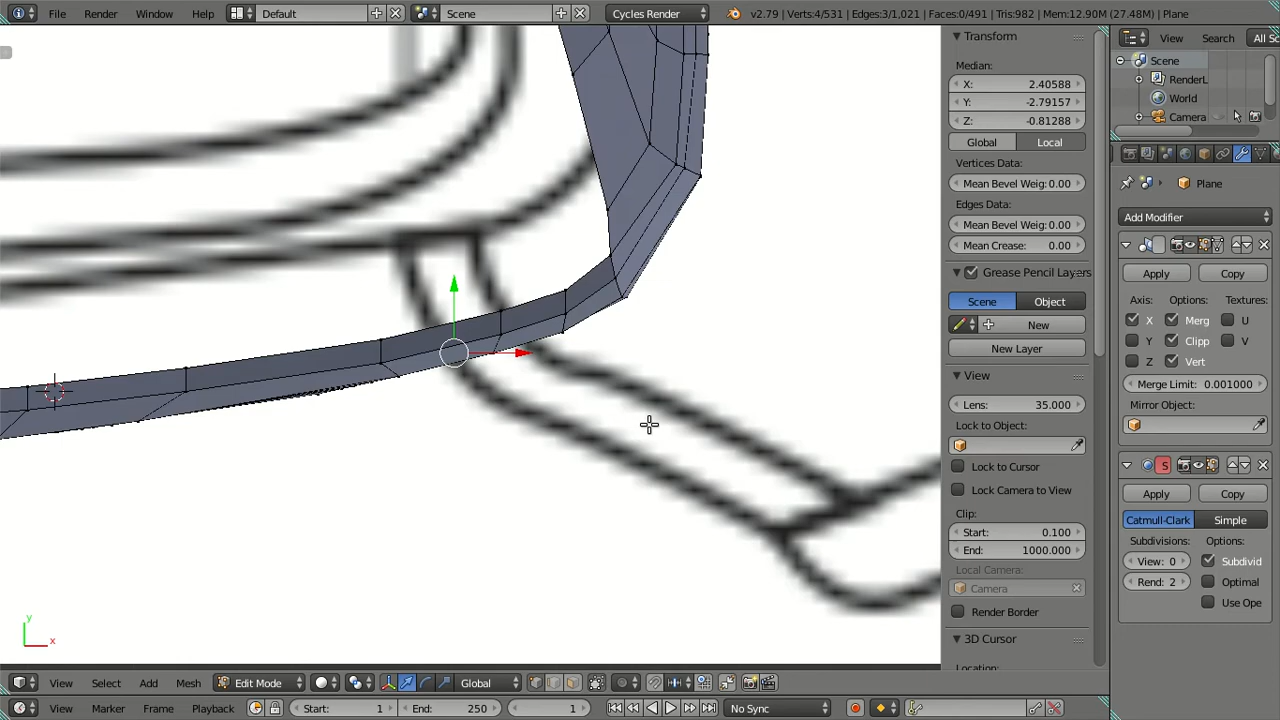 File Render Window Help Default Scene Cycles Render v2.79 | Verts:4/531 | Edges:3/1,021 | Faces:0/491 | Tris:982 | Mem:12.90M (27.48M) | Plane
Transform
Median:
X: 2.40588
Y: -2.79157
Z: -0.81288
Global Local
Vertices Data:
Mean Bevel Weig: 0.00
Edges Data:
Mean Bevel Weig: 0.00
Mean Crease: 0.00
Grease Pencil Layers
Scene Object
New
New Layer
View
Lens: 35.000
Lock to Object:
Lock to Cursor
Lock Camera to View
Clip:
Start: 0.100
End: 1000.000
Local Camera:
Camera
Render Border
3D Cursor
Location:
View Search All Sc
Scene
RenderL
World
Camera
Plane
Add Modifier
Apply Copy
Axis: Options: Textures:
X Merg U
Y Clipp V
Z Vert
Merge Limit: 0.001000
Mirror Object:
S
Apply Copy
Catmull-Clark Simple
Subdivisions: Options:
View: 0 Subdivid
Rend: 2 Optimal
Use Ope
y
x
View Select Add Mesh Edit Mode Global
View Marker Frame Playback Start: 1 End: 250 1 No Sync